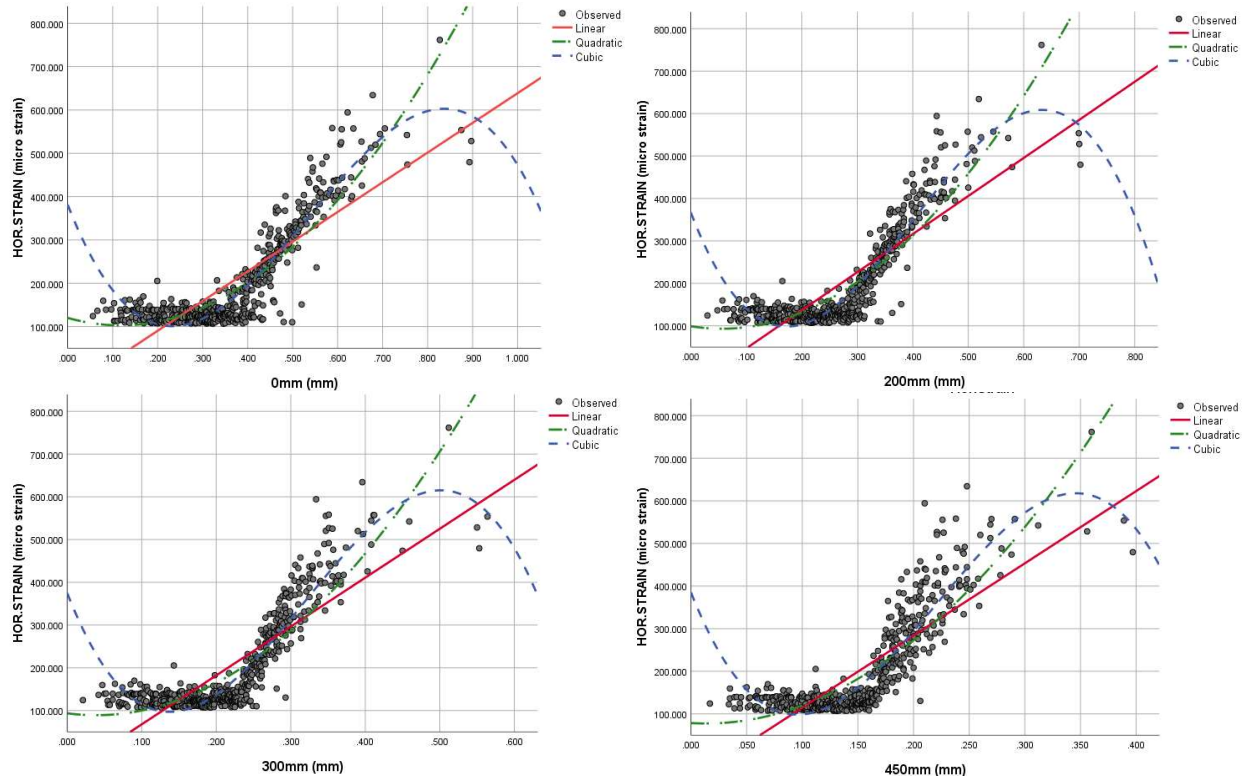 800.000
700.000
600.000
500.000
400.000
300.000
200.000
100.000
HOR.STRAIN (micro strain)
.000 .100 .200 .300 .400 .500 .600 .700 .800 .900 1.000
0mm (mm)
Observed
Linear
Quadratic
Cubic
800.000
700.000
600.000
500.000
400.000
300.000
200.000
100.000
HOR.STRAIN (micro strain)
.000 .100 .200 .300 .400 .500 .600 .700 .800
200mm (mm)
Observed
Linear
Quadratic
Cubic
800.000
700.000
600.000
500.000
400.000
300.000
200.000
100.000
.000
HOR.STRAIN (micro strain)
.000 .100 .200 .300 .400 .500 .600
300mm (mm)
Observed
Linear
Quadratic
Cubic
800.000
700.000
600.000
500.000
400.000
300.000
200.000
100.000
.000
HOR.STRAIN (micro strain)
.000 .050 .100 .150 .200 .250 .300 .350 .400
450mm (mm)
Observed
Linear
Quadratic
Cubic